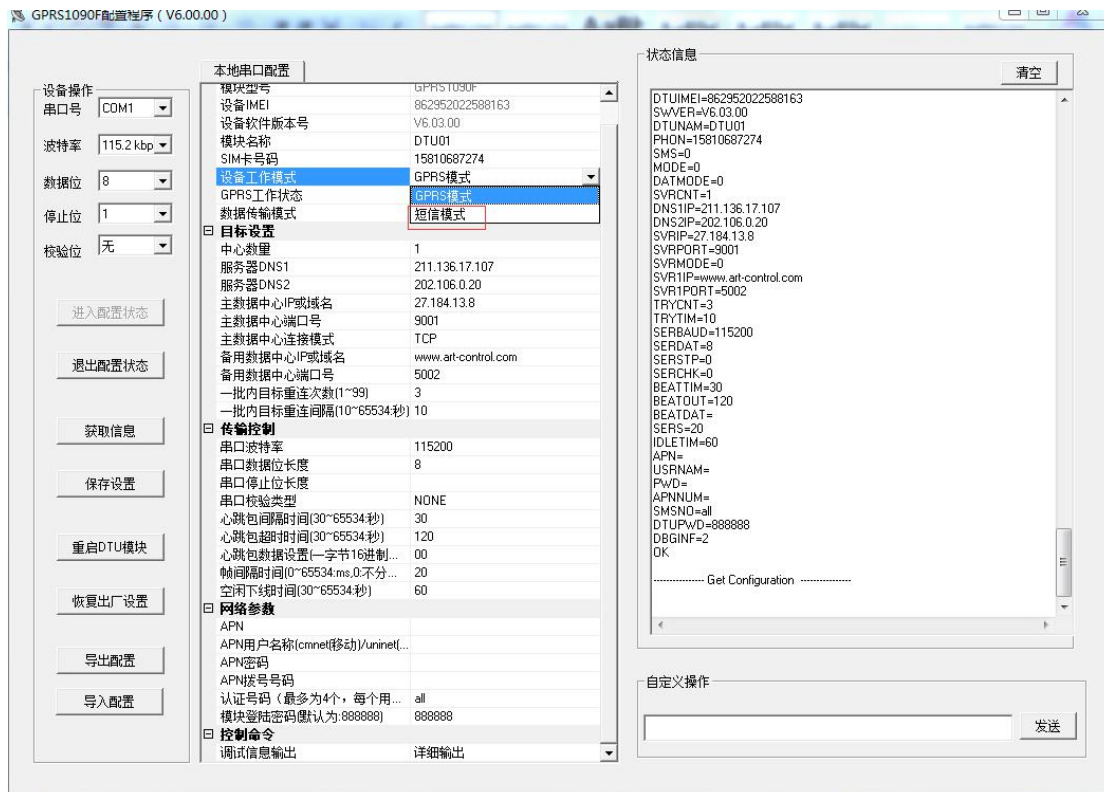 GPRS1090F配置程序（V6.00.00）
设备操作
串口号 COM1
波特率 115.2 kbp
数据位 8
停止位 1
校验位 无
进入配置状态
退出配置状态
获取信息
保存设置
重启DTU模块
恢复出厂设置
导出配置
导入配置
本地串口配置
模块型号 GPRS1090F
设备IMEI 862952022588163
设备软件版本号 V6.03.00
模块名称 DTU01
SIM卡号码 15810687274
设备工作模式 GPRS模式
GPRS工作状态 GPRS模式
数据传输模式 短信模式
目标设置
中心数量 1
服务器DNS1 211.136.17.107
服务器DNS2 202.106.0.20
主数据中心IP或域名 27.184.13.8
主数据中心端口号 9001
主数据中心连接模式 TCP
备用数据中心IP或域名 www.art-control.com
备用数据中心端口号 5002
一批内目标重连次数(1~99) 3
一批内目标重连间隔(10~65534:秒) 10
传输控制
串口波特率 115200
串口数据位长度 8
串口停止位长度
串口校验类型 NONE
心跳包间隔时间(30~65534:秒) 30
心跳包超时时间(30~65534:秒) 120
心跳包数据设置(一字节16进制... 00
帧间隔时间(0~65534:ms,0:不分... 20
空闲下线时间(30~65534:秒) 60
网络参数
APN
APN用户名称(cmnet(移动)/uninet(...
APN密码
APN拨号号码
认证号码（最多为4个，每个用... all
模块登陆密码(默认为:888888) 888888
控制命令
调试信息输出 详细输出
状态信息
清空
DTUIMEI=862952022588163
SWVER=V6.03.00
DTUNAM=DTU01
PHON=15810687274
SMS=0
MODE=0
DATMODE=0
SVRCNT=1
DNS1IP=211.136.17.107
DNS2IP=202.106.0.20
SVRIP=27.184.13.8
SVRPORT=9001
SVRMODE=0
SVR1IP=www.art-control.com
SVR1PORT=5002
TRYCNT=3
TRYTIM=10
SERBAUD=115200
SERDAT=8
SERSTP=0
SERCHK=0
BEATTIM=30
BEATOUT=120
BEATDAT=
SERS=20
IDLETIM=60
APN=
USRNAM=
PWD=
APNNUM=
SMSNO=all
DTUPWD=888888
DBGINF=2
OK
---------------- Get Configuration ----------------
自定义操作
发送